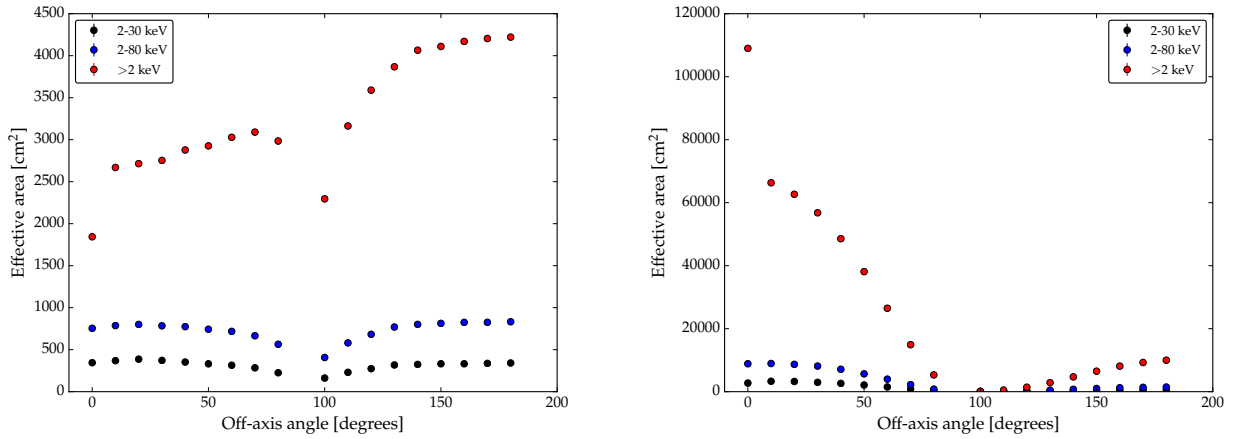 4500
4000
3500
3000
2500
2000
1500
1000
500
0
Effective area [cm²]
2-30 keV
2-80 keV
>2 keV
0 50 100 150 200
Off-axis angle [degrees]
120000
100000
80000
60000
40000
20000
0
Effective area [cm²]
2-30 keV
2-80 keV
>2 keV
0 50 100 150 200
Off-axis angle [degrees]